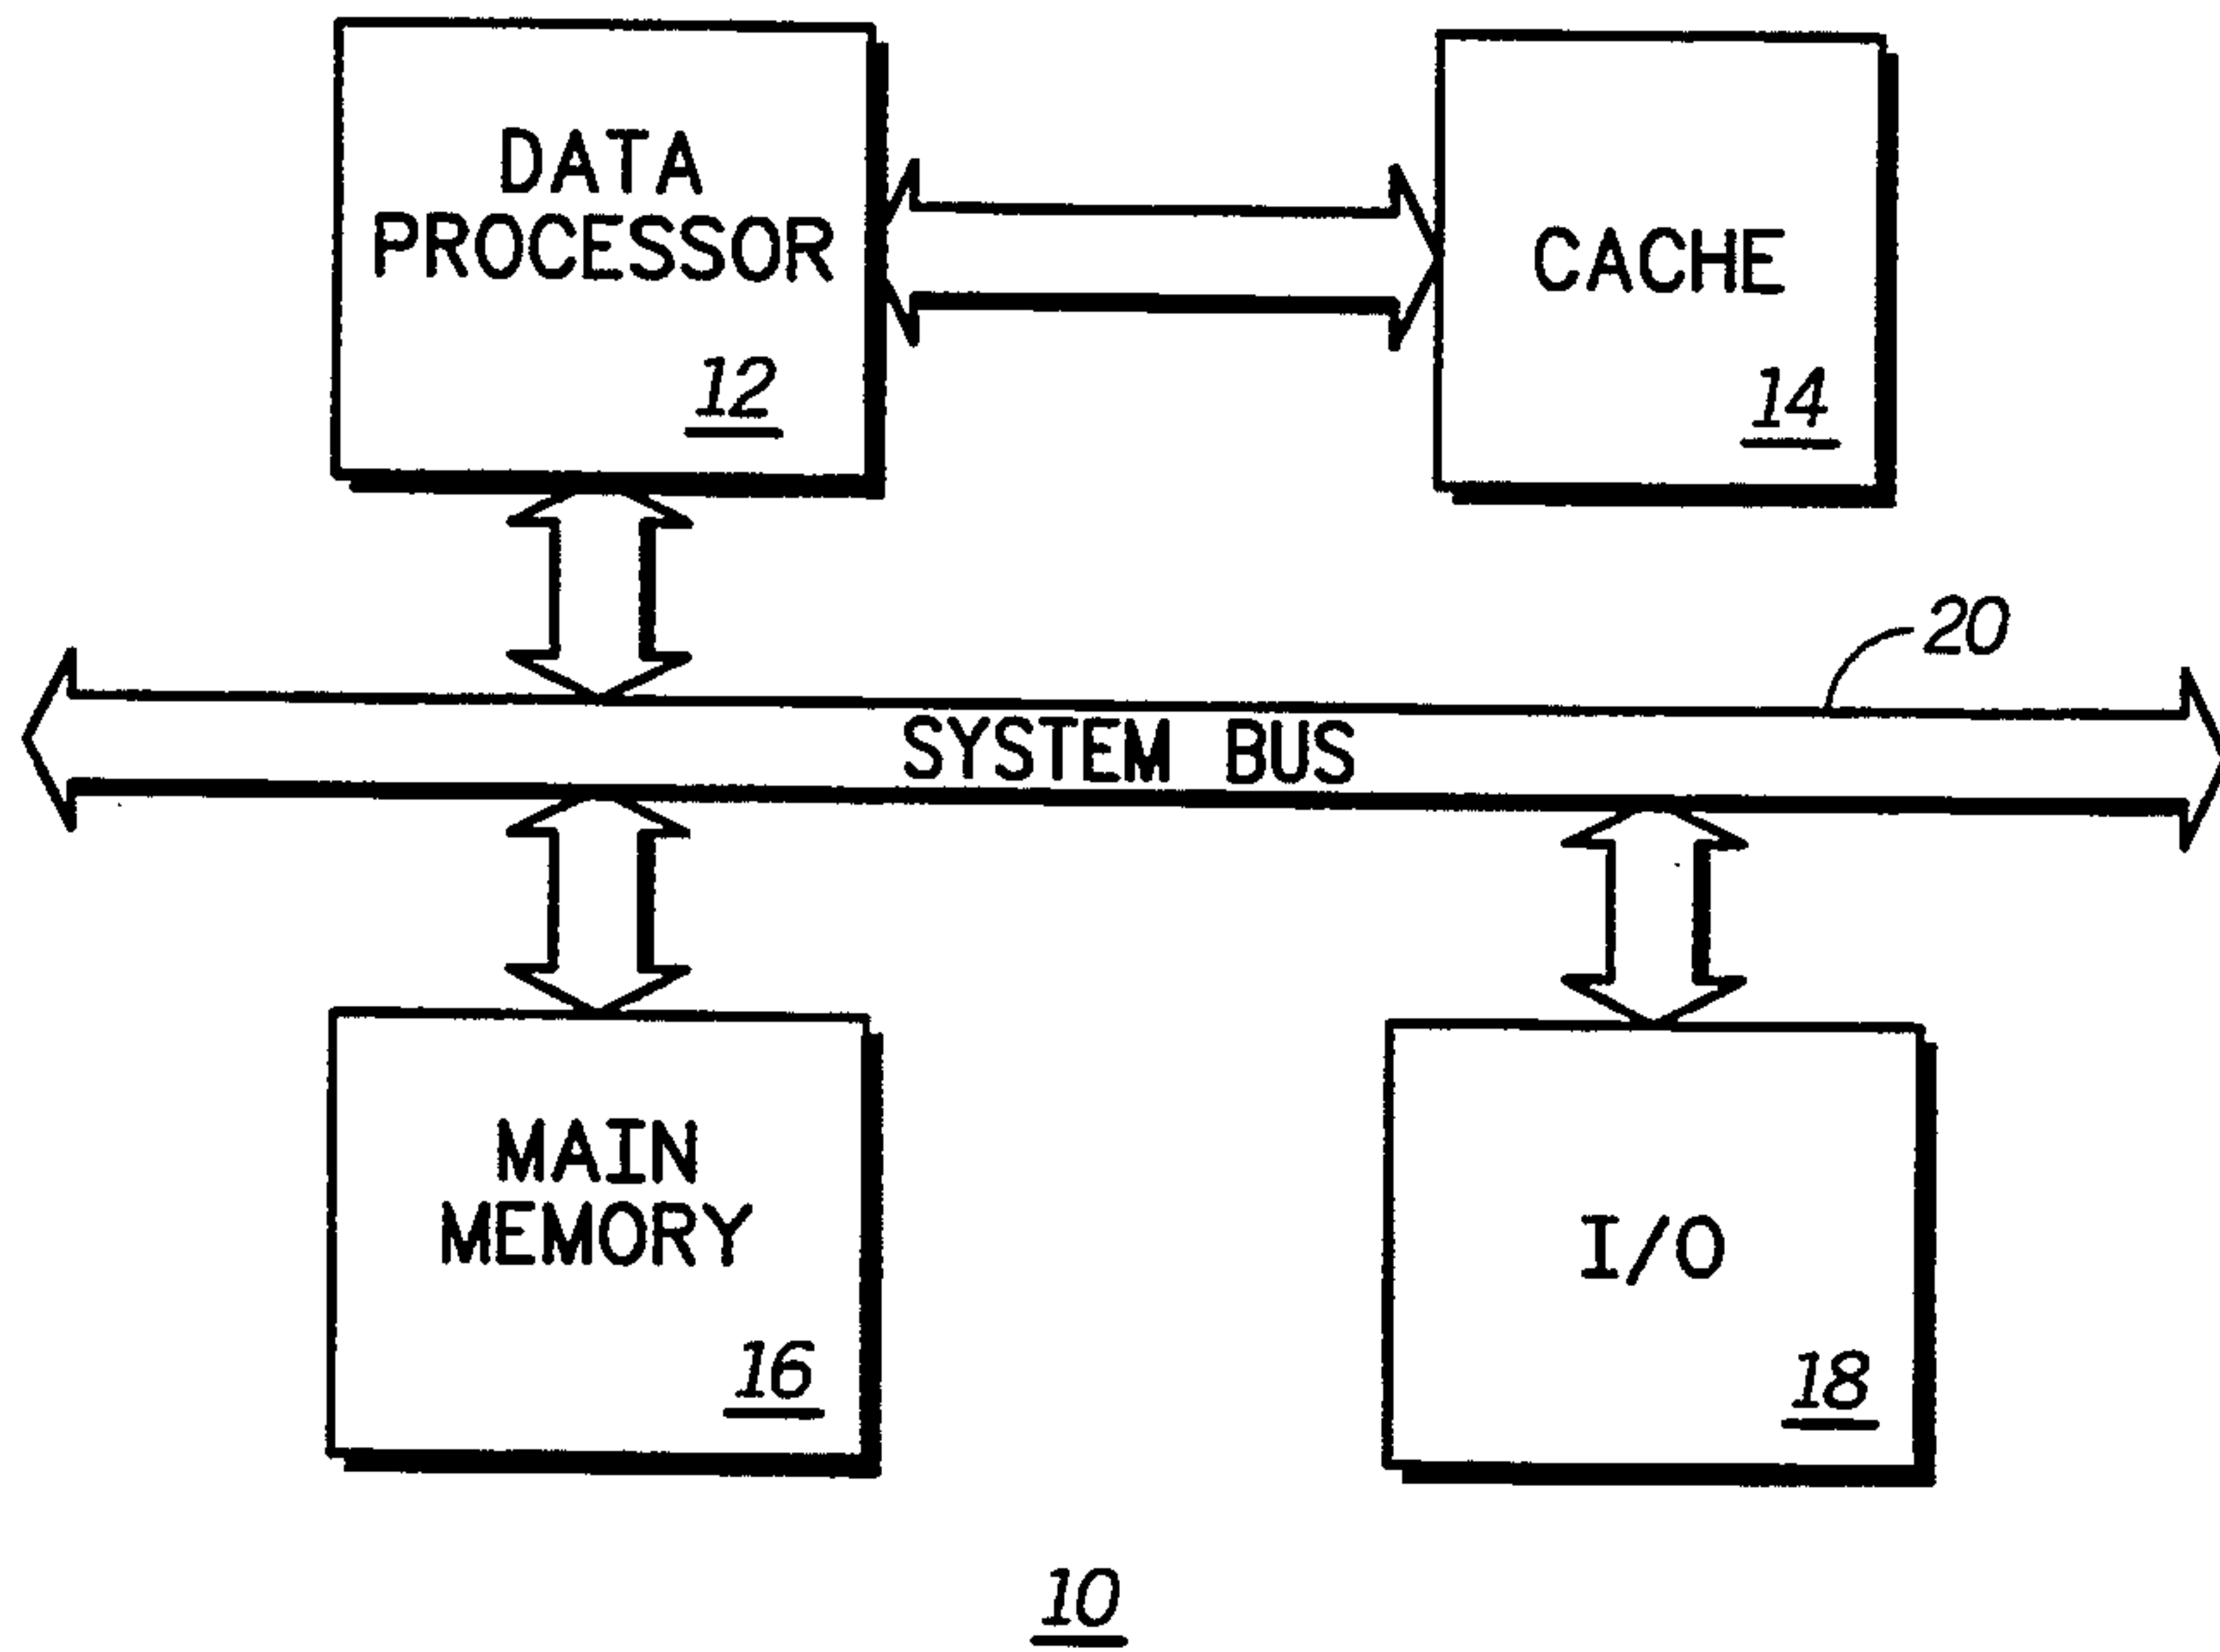 DATA
PROCESSOR
12
CACHE
14
20
SYSTEM BUS
MAIN
MEMORY
16
I/O
18
10